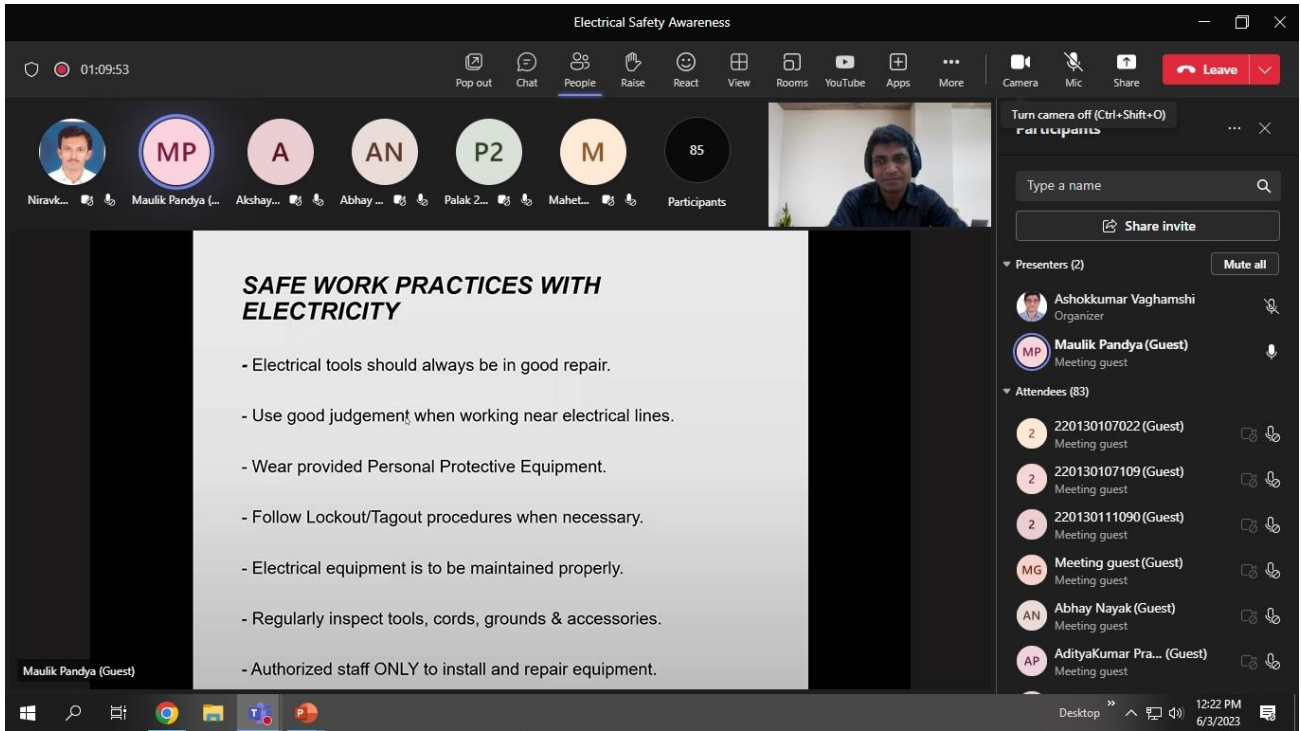 Electrical Safety Awareness
01:09:53
Pop out
Chat
People
Raise
React
View
Rooms
YouTube
Apps
More
Camera
Mic
Share
Leave
Turn camera off (Ctrl+Shift+O)
MP
A
AN
P2
M
85
Niravk...
Maulik Pandya (...
Akshay...
Abhay ...
Palak 2...
Mahet...
Participants
SAFE WORK PRACTICES WITH
ELECTRICITY
- Electrical tools should always be in good repair.
- Use good judgement when working near electrical lines.
- Wear provided Personal Protective Equipment.
- Follow Lockout/Tagout procedures when necessary.
- Electrical equipment is to be maintained properly.
- Regularly inspect tools, cords, grounds & accessories.
- Authorized staff ONLY to install and repair equipment.
Maulik Pandya (Guest)
Participants
Type a name
Share invite
Presenters (2)
Mute all
Ashokkumar Vaghamshi
Organizer
MP
Maulik Pandya (Guest)
Meeting guest
Attendees (83)
2
220130107022 (Guest)
Meeting guest
2
220130107109 (Guest)
Meeting guest
2
220130111090 (Guest)
Meeting guest
MG
Meeting guest (Guest)
Meeting guest
AN
Abhay Nayak (Guest)
Meeting guest
AP
AdityaKumar Pra... (Guest)
Meeting guest
Desktop
12:22 PM
6/3/2023